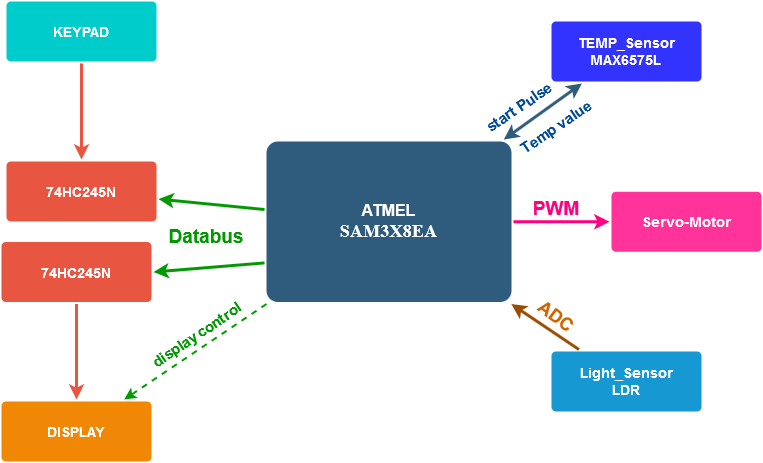 KEYPAD
TEMP_Sensor
MAX6575L
start Pulse
Temp value
74HC245N
ATMEL
SAM3X8EA
PWM
Servo-Motor
Databus
74HC245N
display control
ADC
Light_Sensor
LDR
DISPLAY